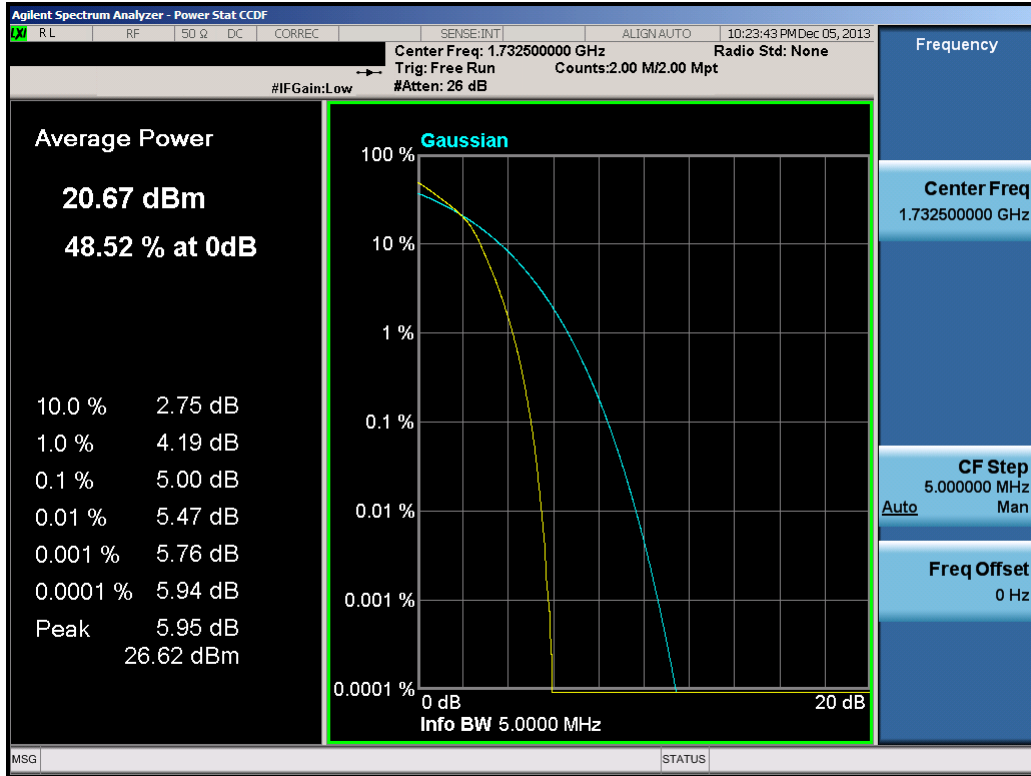 Agilent Spectrum Analyzer - Power Stat CCDF
LXI RL RF 50 Ω DC CORREC SENSE:INT ALIGN AUTO 10:23:43 PM Dec 05, 2013
Center Freq: 1.732500000 GHz Radio Std: None
Trig: Free Run Counts:2.00 M/2.00 Mpt
#IFGain:Low #Atten: 26 dB
Average Power
20.67 dBm
48.52 % at 0dB
10.0 % 2.75 dB
1.0 % 4.19 dB
0.1 % 5.00 dB
0.01 % 5.47 dB
0.001 % 5.76 dB
0.0001 % 5.94 dB
Peak 5.95 dB
26.62 dBm
Gaussian
100 %
10 %
1 %
0.1 %
0.01 %
0.001 %
0.0001 %
0 dB 20 dB
Info BW 5.0000 MHz
Frequency
Center Freq
1.732500000 GHz
CF Step
5.000000 MHz
Auto Man
Freq Offset
0 Hz
MSG STATUS